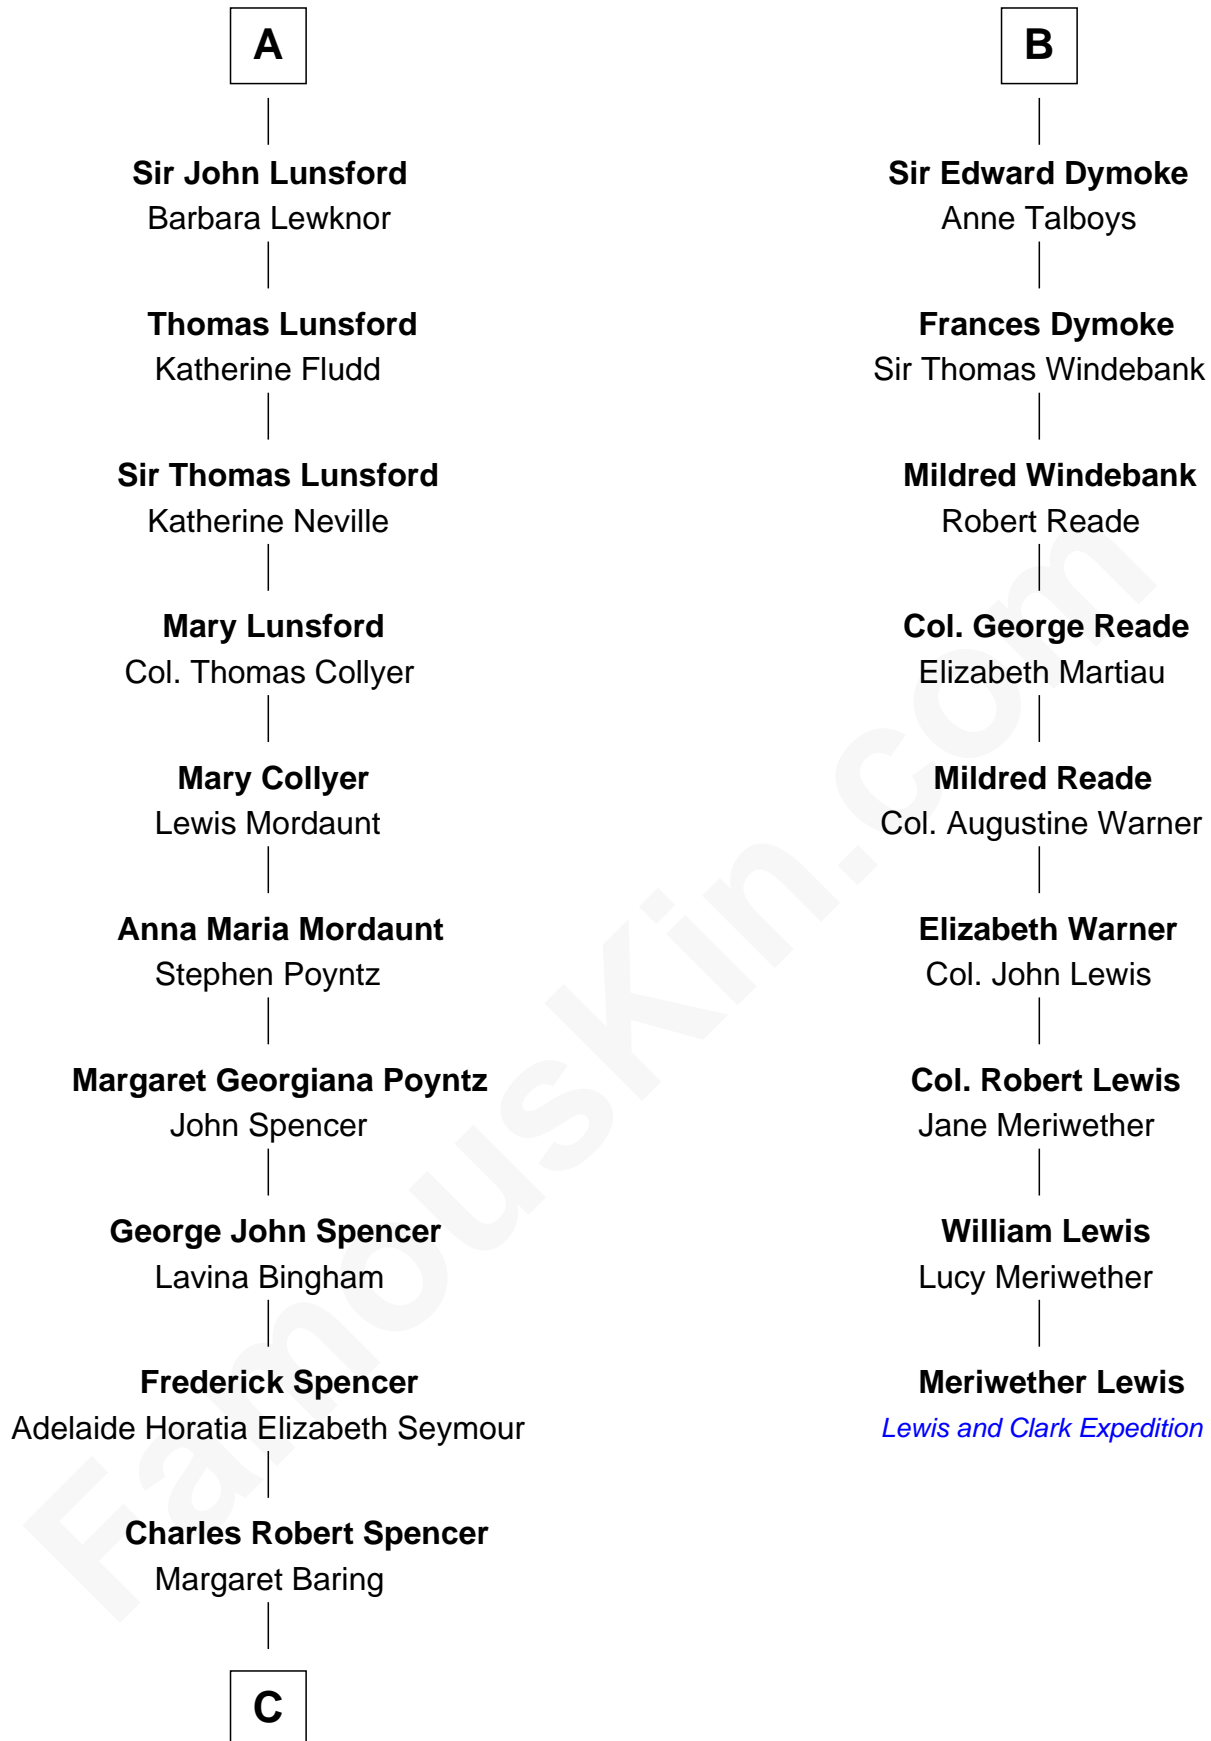 A
Sir John Lunsford
Barbara Lewknor
Thomas Lunsford
Katherine Fludd
Sir Thomas Lunsford
Katherine Neville
Mary Lunsford
Col. Thomas Collyer
Mary Collyer
Lewis Mordaunt
Anna Maria Mordaunt
Stephen Poyntz
Margaret Georgiana Poyntz
John Spencer
George John Spencer
Lavina Bingham
Frederick Spencer
Adelaide Horatia Elizabeth Seymour
Charles Robert Spencer
Margaret Baring
C
B
Sir Edward Dymoke
Anne Talboys
Frances Dymoke
Sir Thomas Windebank
Mildred Windebank
Robert Reade
Col. George Reade
Elizabeth Martiau
Mildred Reade
Col. Augustine Warner
Elizabeth Warner
Col. John Lewis
Col. Robert Lewis
Jane Meriwether
William Lewis
Lucy Meriwether
Meriwether Lewis
Lewis and Clark Expedition
FamousKin.com